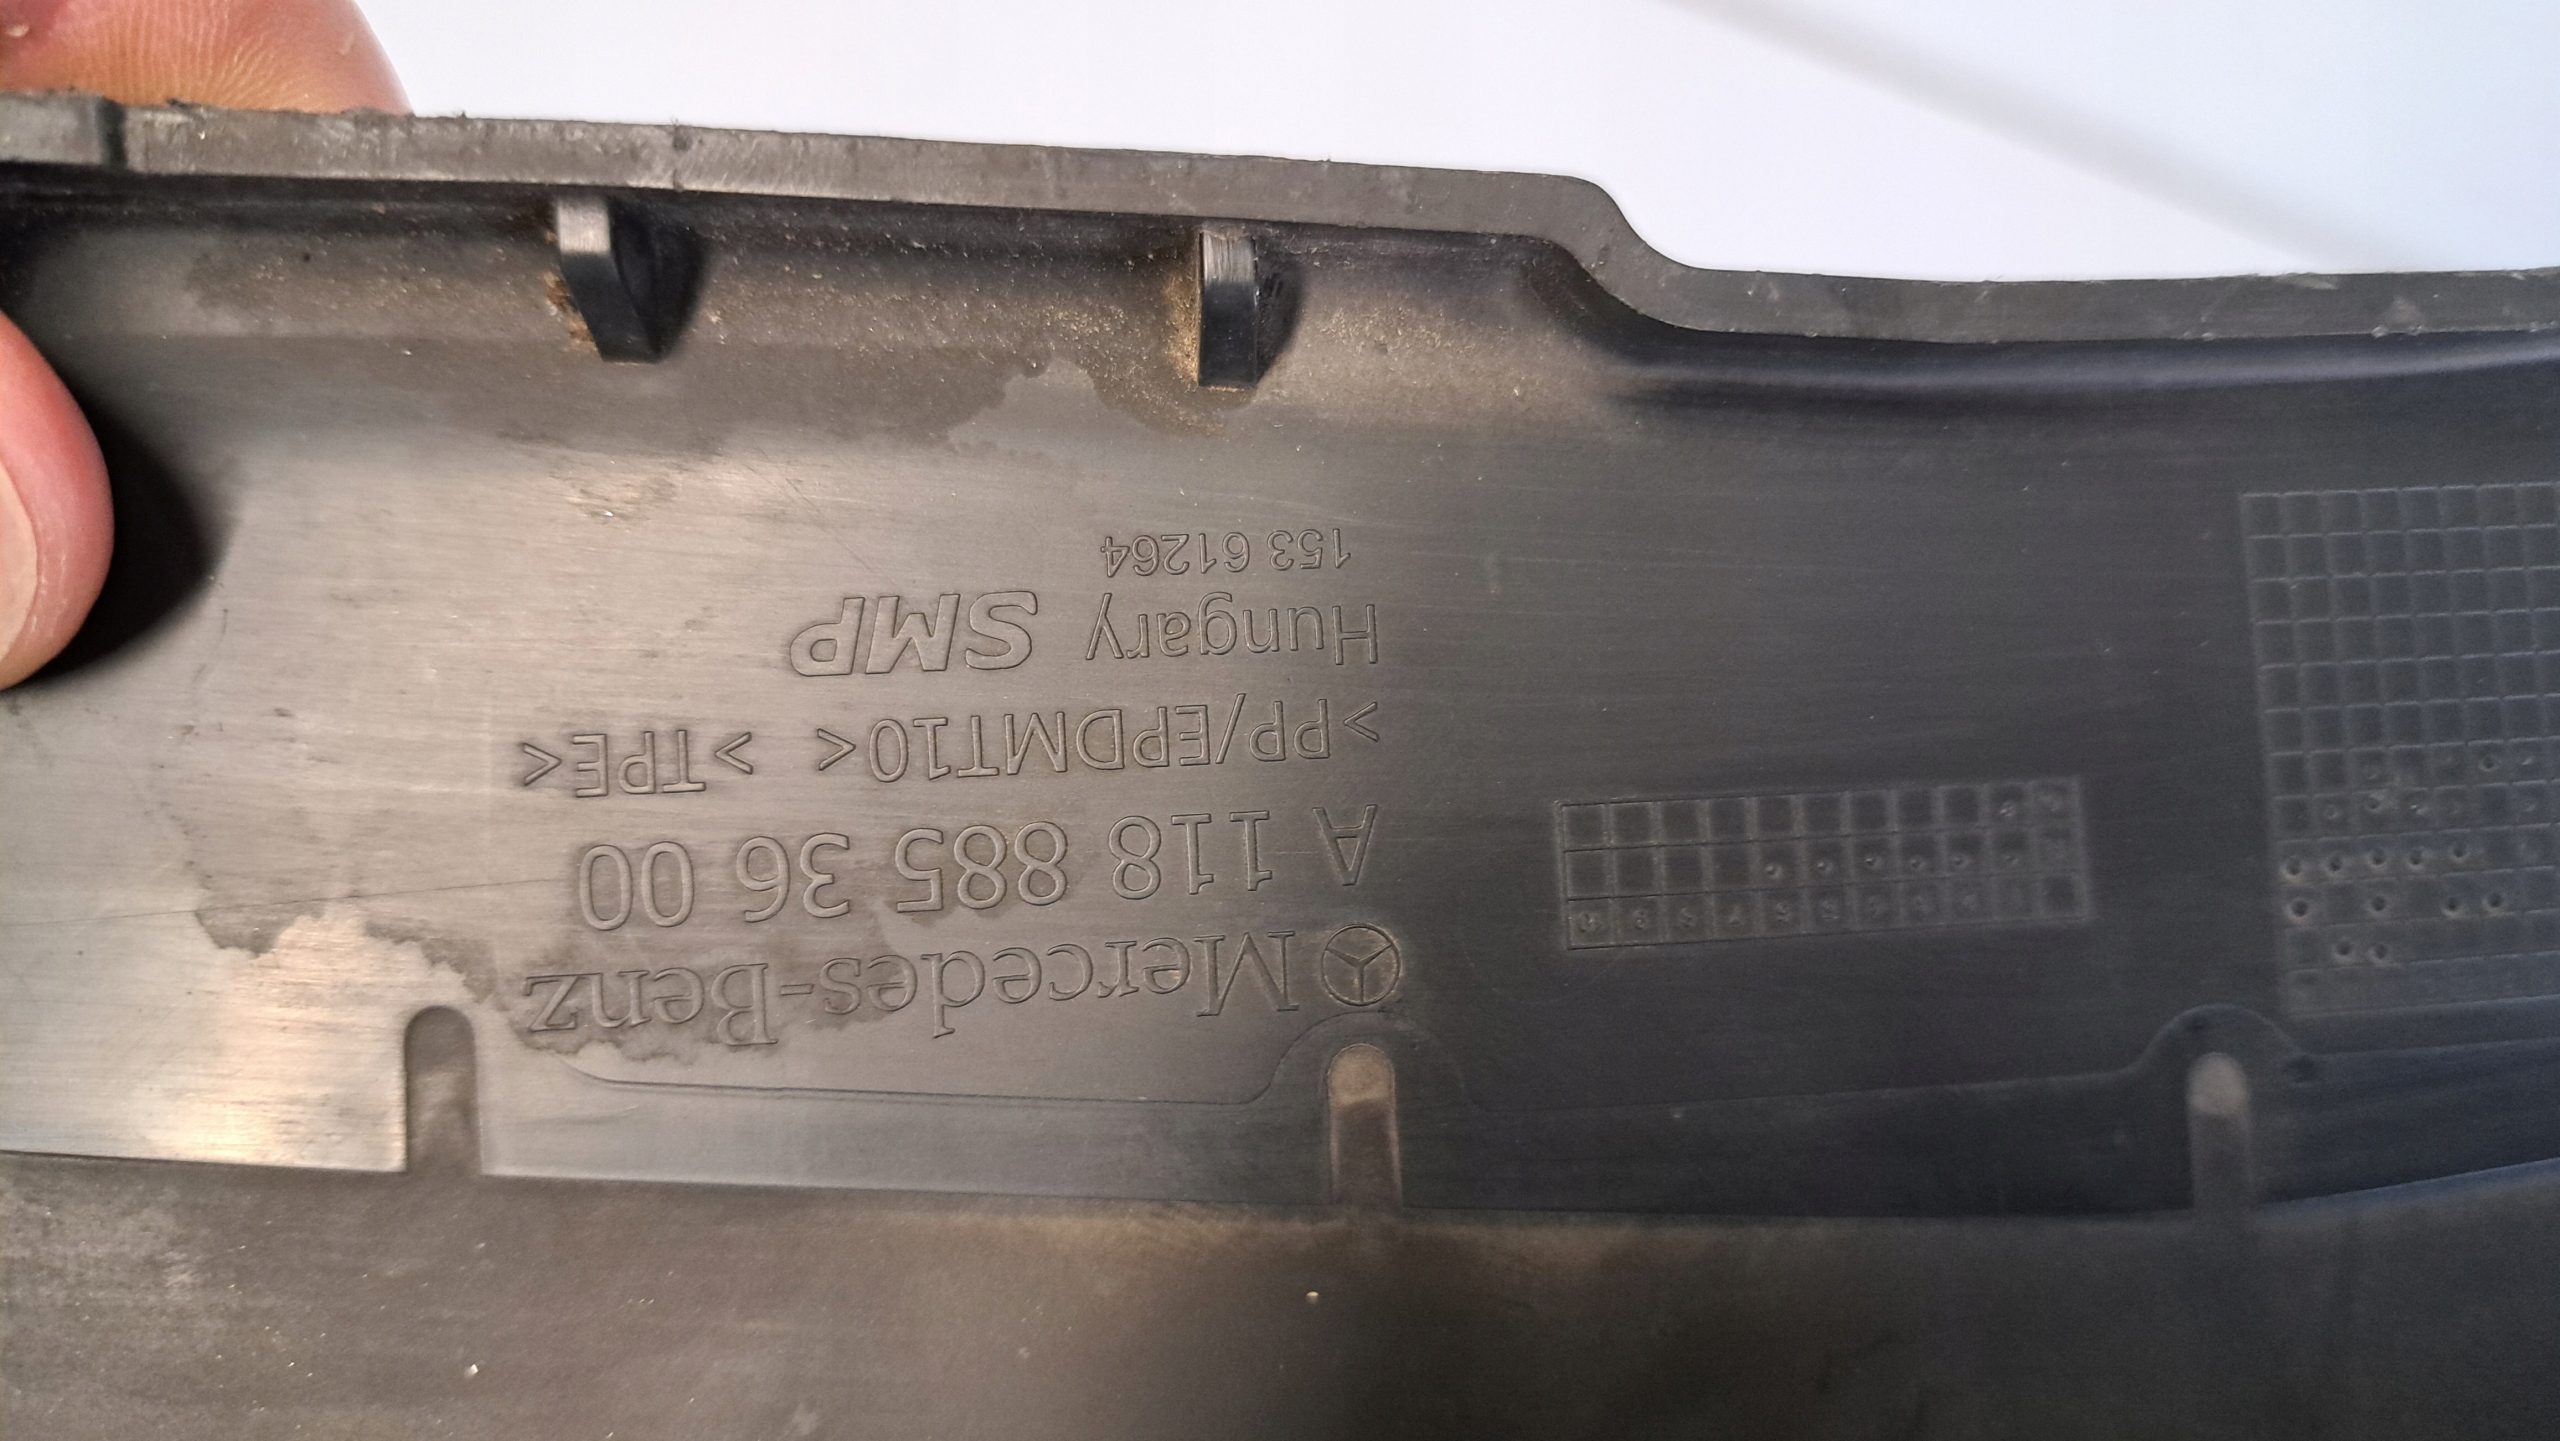 Mercedes-Benz
A 118 885 36 00
>PP/EPDMT10< >TPE<
Hungary SMP
153 61264